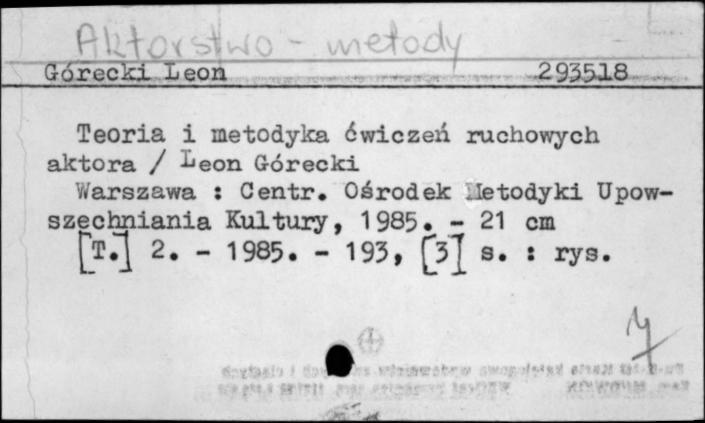 Aktorstwo - metody
Górecki Leon 293518
Teoria i metodyka ćwiczeń ruchowych
aktora / Leon Górecki
Warszawa : Centr. Ośrodek Metodyki Upow-
szechniania Kultury, 1985. - 21 cm
[T.] 2. - 1985. - 193, [3] s. : rys.